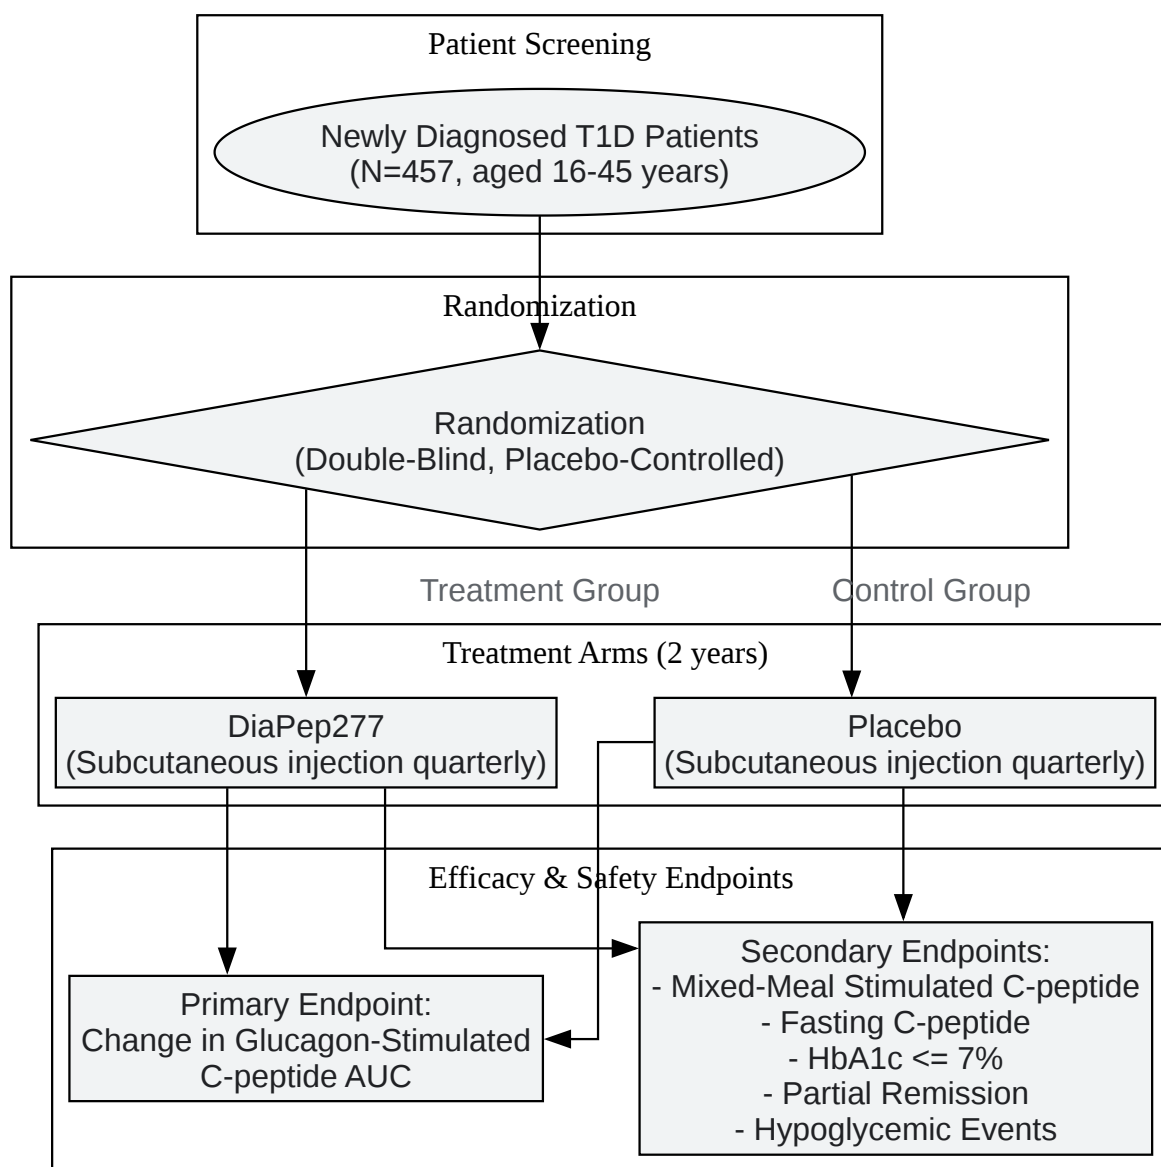 Patient Screening
Newly Diagnosed T1D Patients
(N=457, aged 16-45 years)
Randomization
Randomization
(Double-Blind, Placebo-Controlled)
Treatment Group
Control Group
Treatment Arms (2 years)
DiaPep277
(Subcutaneous injection quarterly)
Placebo
(Subcutaneous injection quarterly)
Efficacy & Safety Endpoints
Primary Endpoint:
Change in Glucagon-Stimulated
C-peptide AUC
Secondary Endpoints:
- Mixed-Meal Stimulated C-peptide
- Fasting C-peptide
- HbA1c <= 7%
- Partial Remission
- Hypoglycemic Events